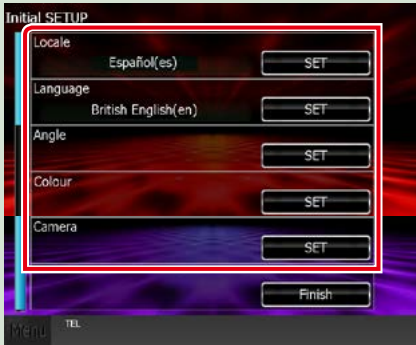 Initial SETUP
Locale
Español(es) SET
Language
British English(en) SET
Angle
SET
Colour
SET
Camera
SET
Finish
Menu TEL